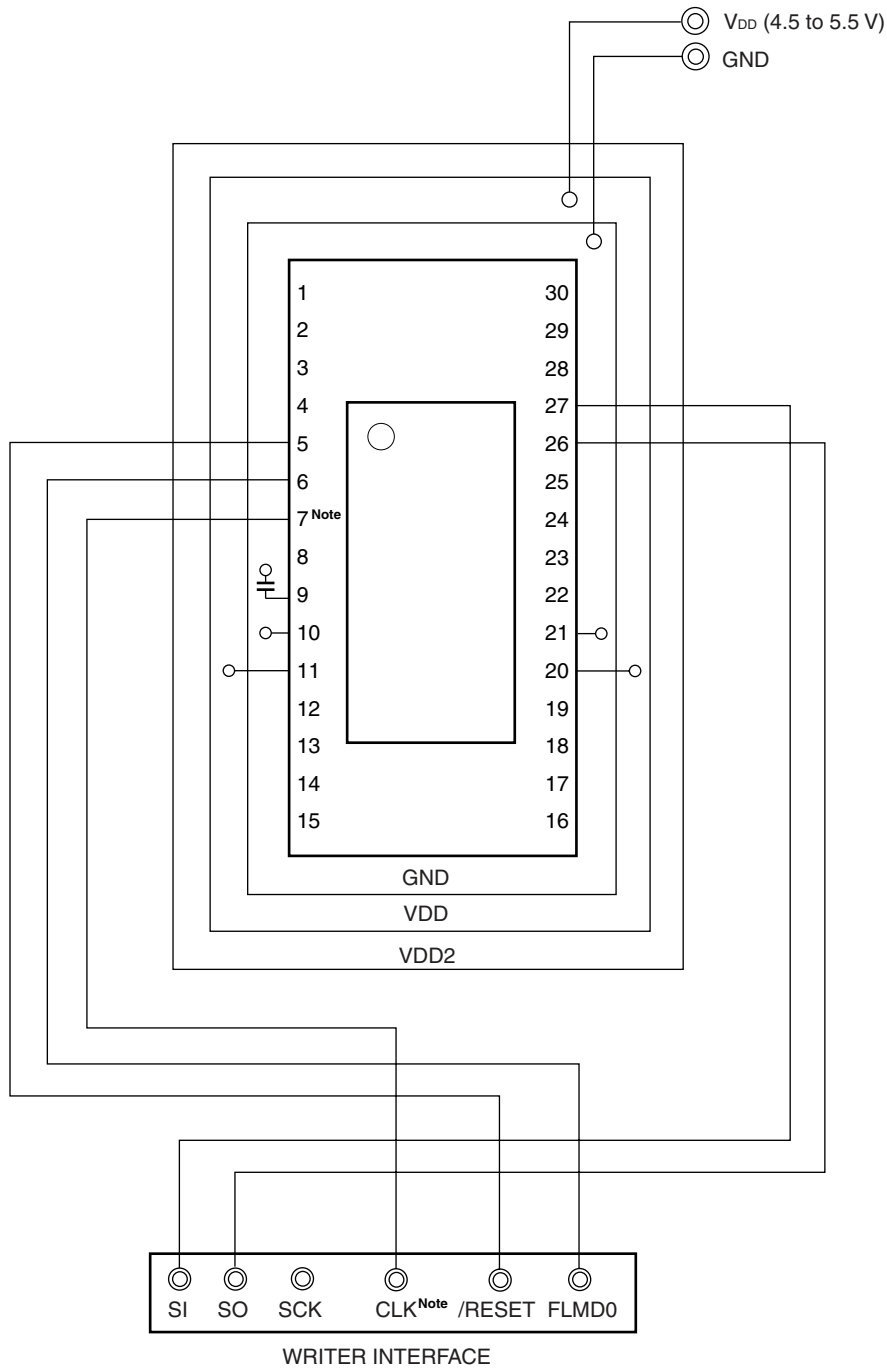 VDD (4.5 to 5.5 V)
GND
1 30
2 29
3 28
4 27
5 26
6 25
7 Note 24
8 23
9 22
10 21
11 20
12 19
13 18
14 17
15 16
GND
VDD
VDD2
SI SO SCK CLK Note /RESET FLMD0
WRITER INTERFACE